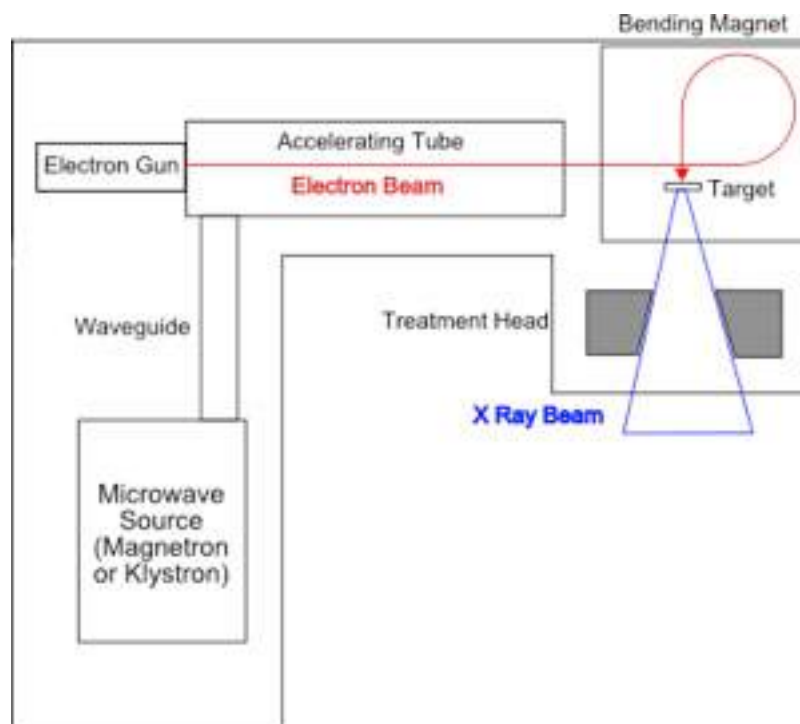 Bending Magnet
Accelerating Tube
Electron Gun
Electron Beam
Target
Waveguide
Treatment Head
X Ray Beam
Microwave
Source
(Magnetron
or Klystron)